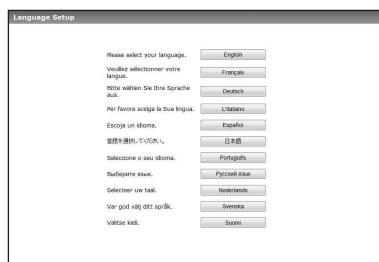 Language Setup
Please select your language. English
Veuillez sélectionner votre
langue. Français
Bitte wählen Sie Ihre Sprache
aus. Deutsch
Per favore scelga la Sua lingua. L'Italiano
Escoja un idioma. Español
言語を選択してください。 日本語
Seleccione o seu idioma. Português
Выберите язык. Русский язык
Selecteer uw taal. Nederlands
Var god välj ditt språk. Svenska
Valitse kieli. Suomi